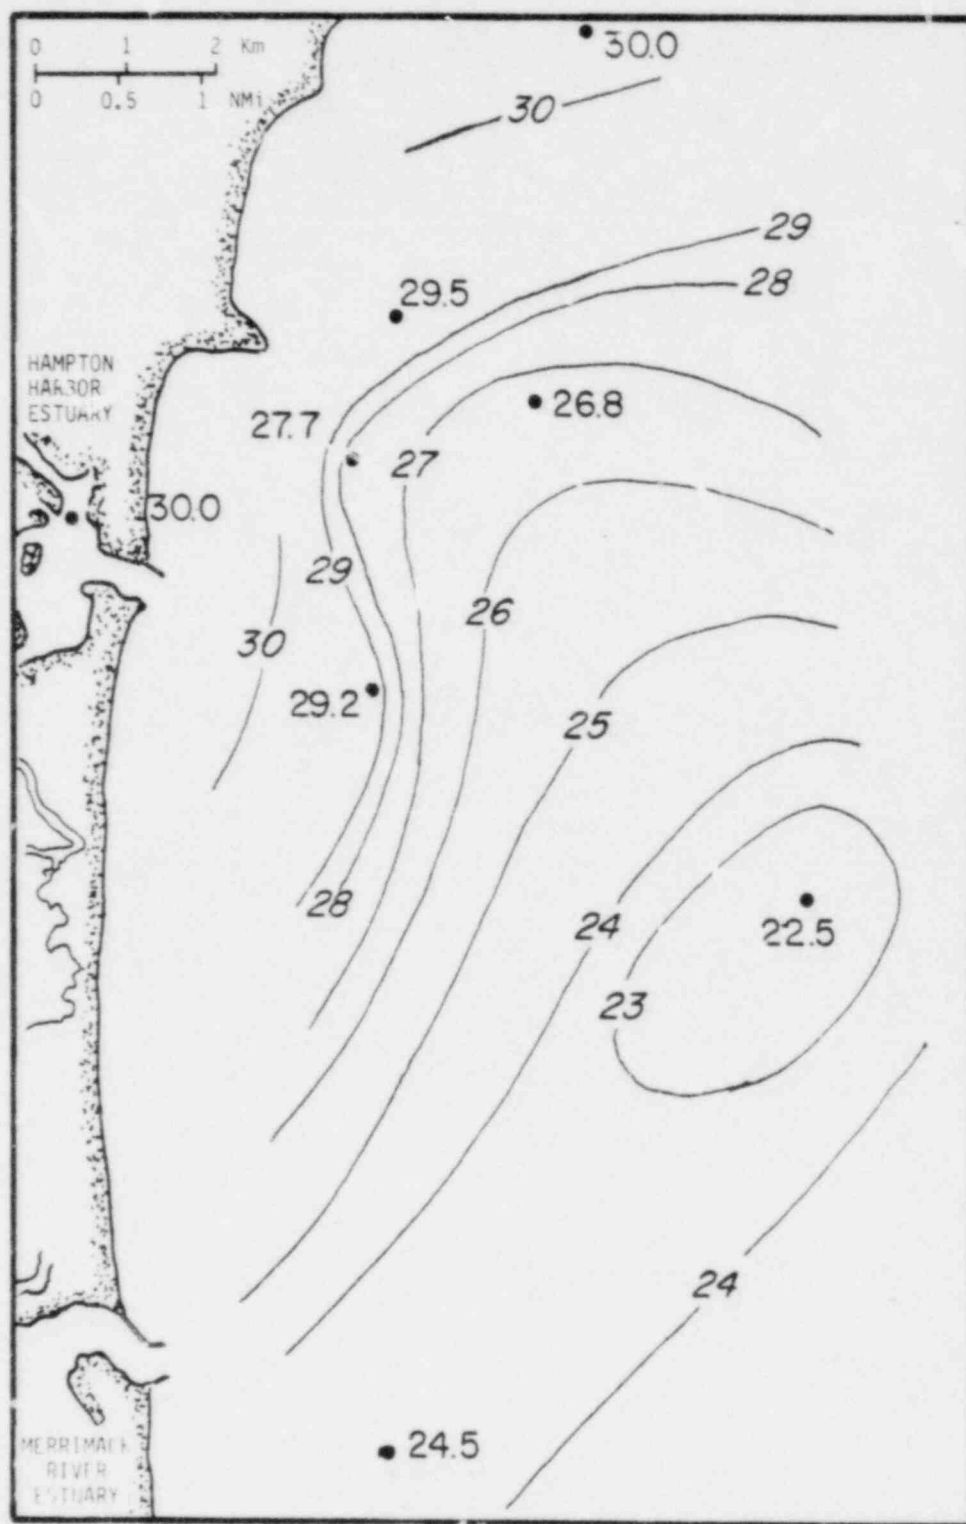 0 1 2 Km
0 0.5 1 NMi
30.0
30
29
28
29.5
HAMPTON
HARBOR
ESTUARY
27.7
26.8
27
30.0
29
26
30
29.2
25
28
24
22.5
23
24
24.5
MERRIMACK
RIVER
ESTUARY